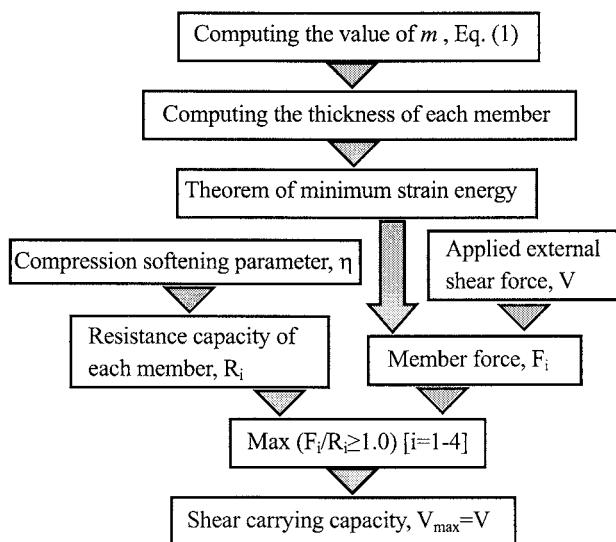 Computing the value of m , Eq. (1)
Computing the thickness of each member
Theorem of minimum strain energy
Compression softening parameter, η
Applied external
shear force, V
Resistance capacity of
each member, Ri
Member force, Fi
Max (Fi/Ri≥1.0) [i=1-4]
Shear carrying capacity, Vmax=V